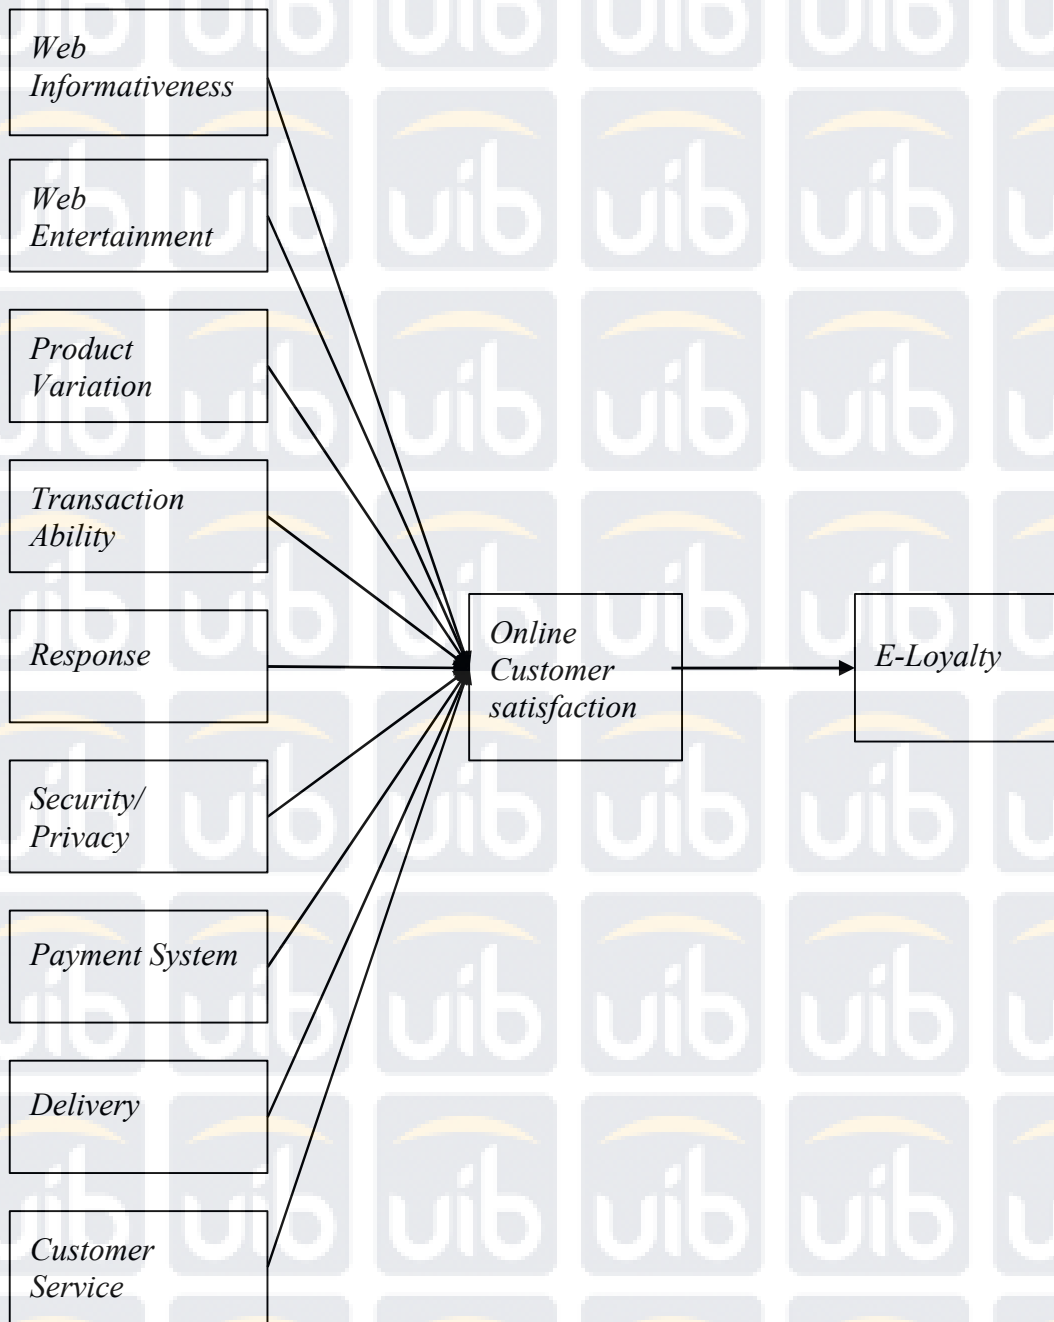 Web
Informativeness
Web
Entertainment
Product
Variation
Transaction
Ability
Response
Security/
Privacy
Payment System
Delivery
Customer
Service
Online
Customer
satisfaction
E-Loyalty
uib